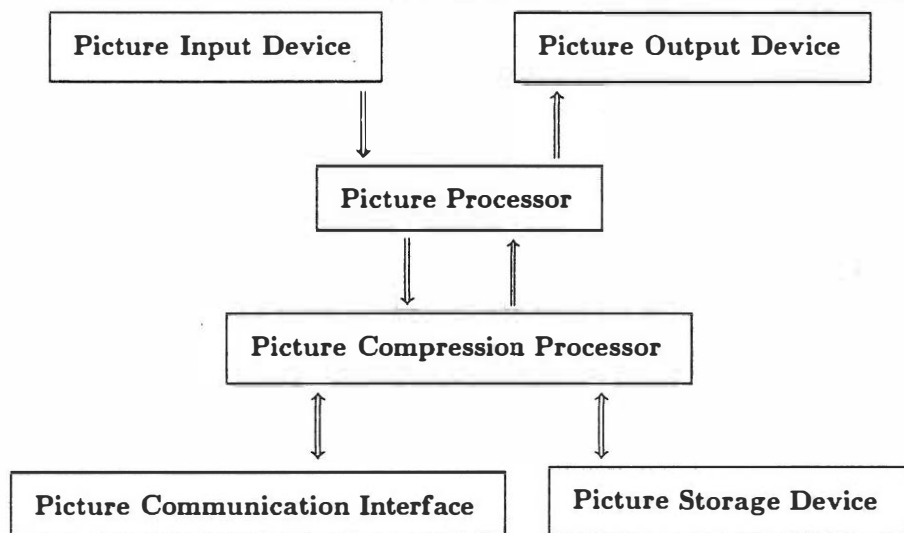 Picture Input Device
Picture Output Device
Picture Processor
Picture Compression Processor
Picture Communication Interface
Picture Storage Device